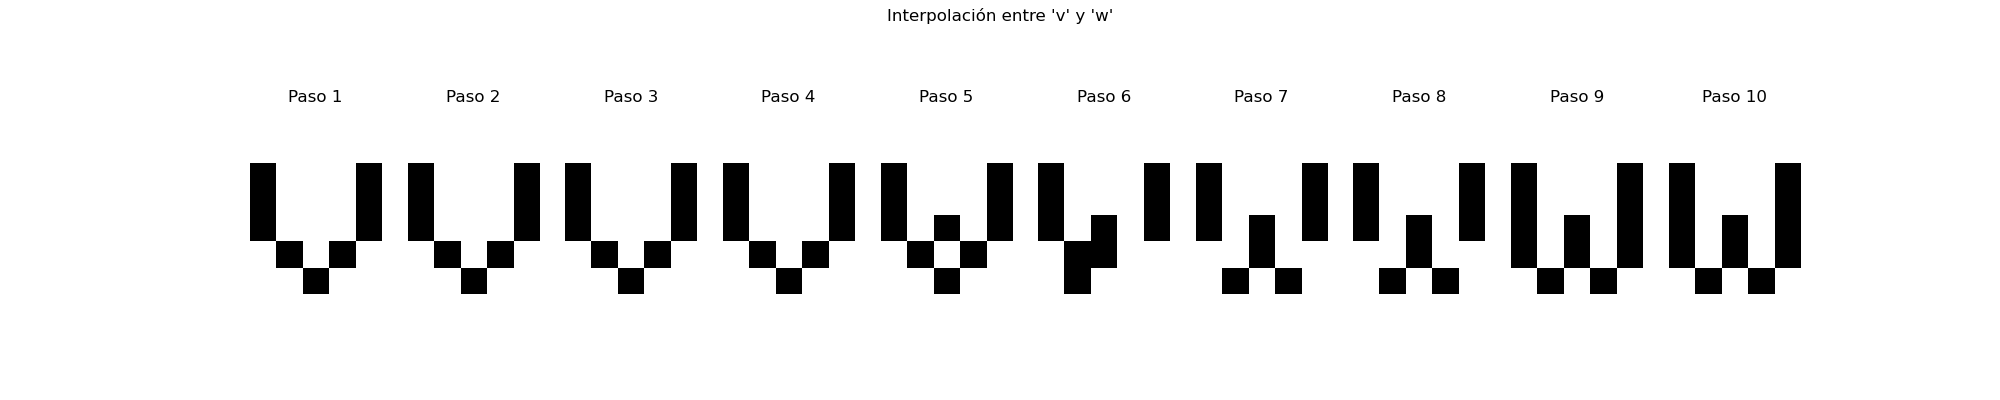 Interpolación entre 'v' y 'w'
Paso 1 Paso 2 Paso 3 Paso 4 Paso 5 Paso 6 Paso 7 Paso 8 Paso 9 Paso 10